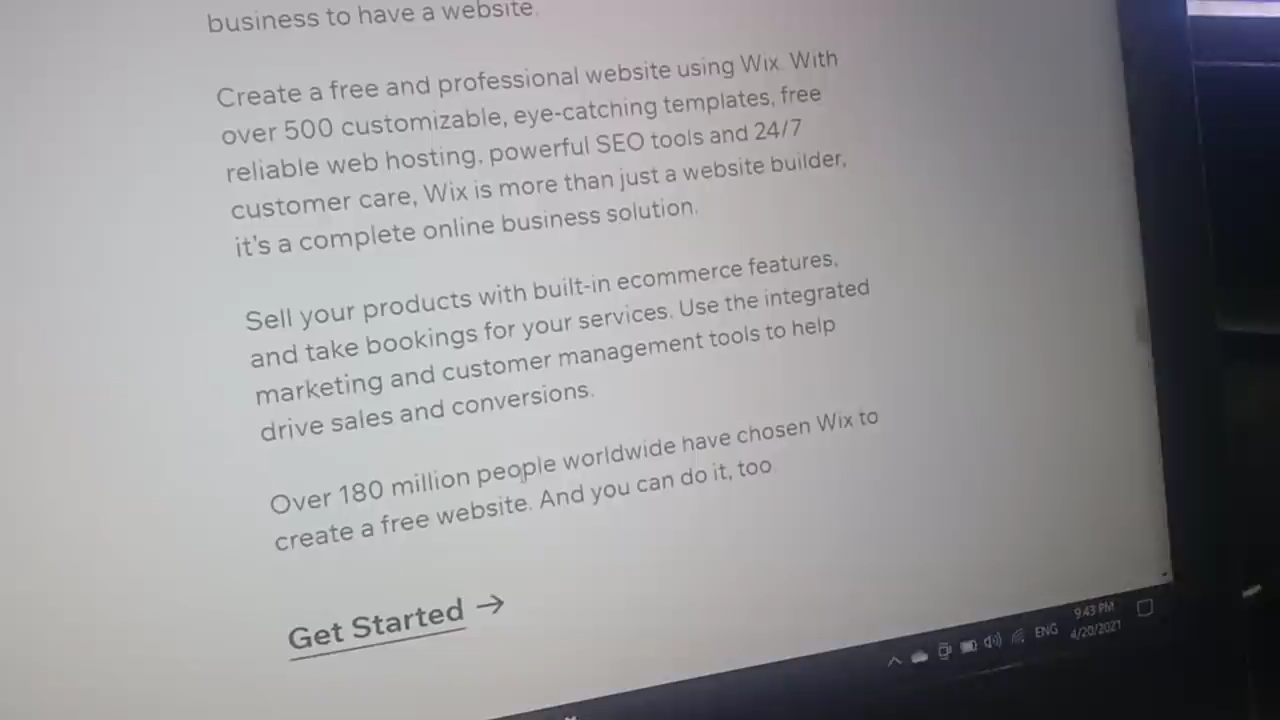 business to have a website.
Create a free and professional website using Wix. With
over 500 customizable, eye-catching templates, free
reliable web hosting, powerful SEO tools and 24/7
customer care, Wix is more than just a website builder,
it's a complete online business solution.
Sell your products with built-in ecommerce features,
and take bookings for your services. Use the integrated
marketing and customer management tools to help
drive sales and conversions.
Over 180 million people worldwide have chosen Wix to
create a free website. And you can do it, too
Get Started →
ENG
9:43 PM
4/20/2021